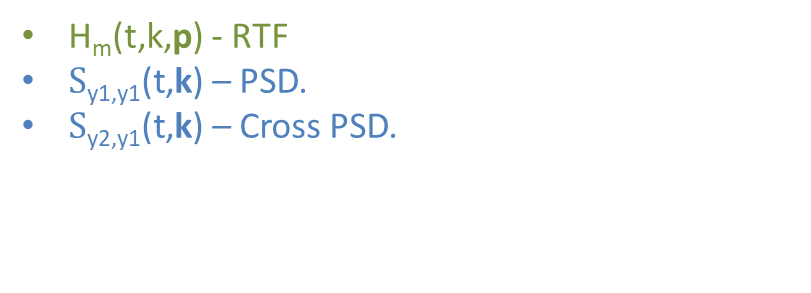 • Hm(t,k,p) - RTF
• Sy1,y1(t,k) – PSD.
• Sy2,y1(t,k) – Cross PSD.